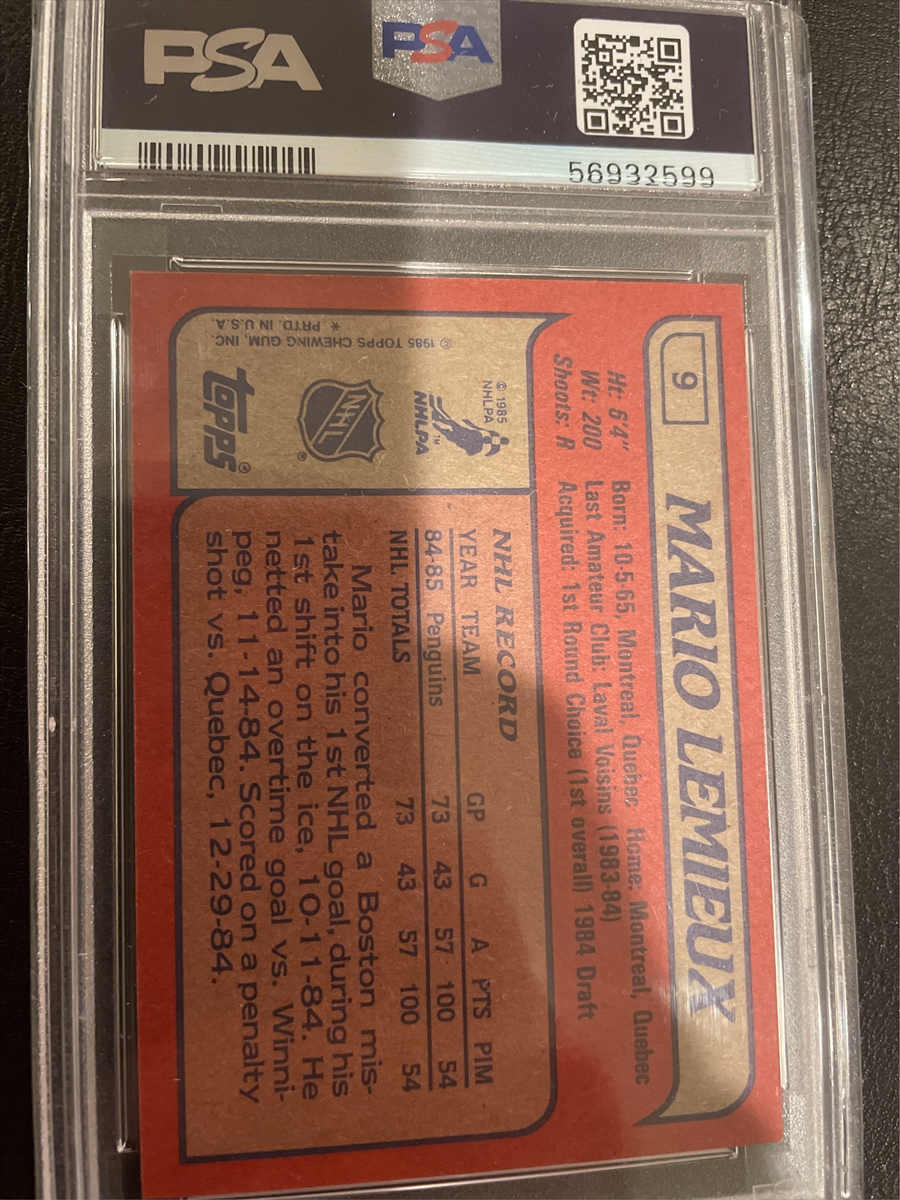 PSA
PSA
56932599
9
MARIO LEMIEUX
Ht: 6'4" Born: 10-5-65, Montreal, Quebec Home: Montreal, Quebec
Wt: 200 Last Amateur Club: Laval Voisins (1983-84)
Shoots: R Acquired: 1st Round Choice (1st overall) 1984 Draft
© 1985
NHLPA
NHLPA™
NHL
®
topps®
© 1985 TOPPS CHEWING GUM, INC.
* PRTD. IN U.S.A.
NHL RECORD
YEAR TEAM GP G A PTS PIM
84-85 Penguins 73 43 57 100 54
NHL TOTALS 73 43 57 100 54
Mario converted a Boston mis-
take into his 1st NHL goal, during his
1st shift on the ice, 10-11-84. He
netted an overtime goal vs. Winni-
peg, 11-14-84. Scored on a penalty
shot vs. Quebec, 12-29-84.